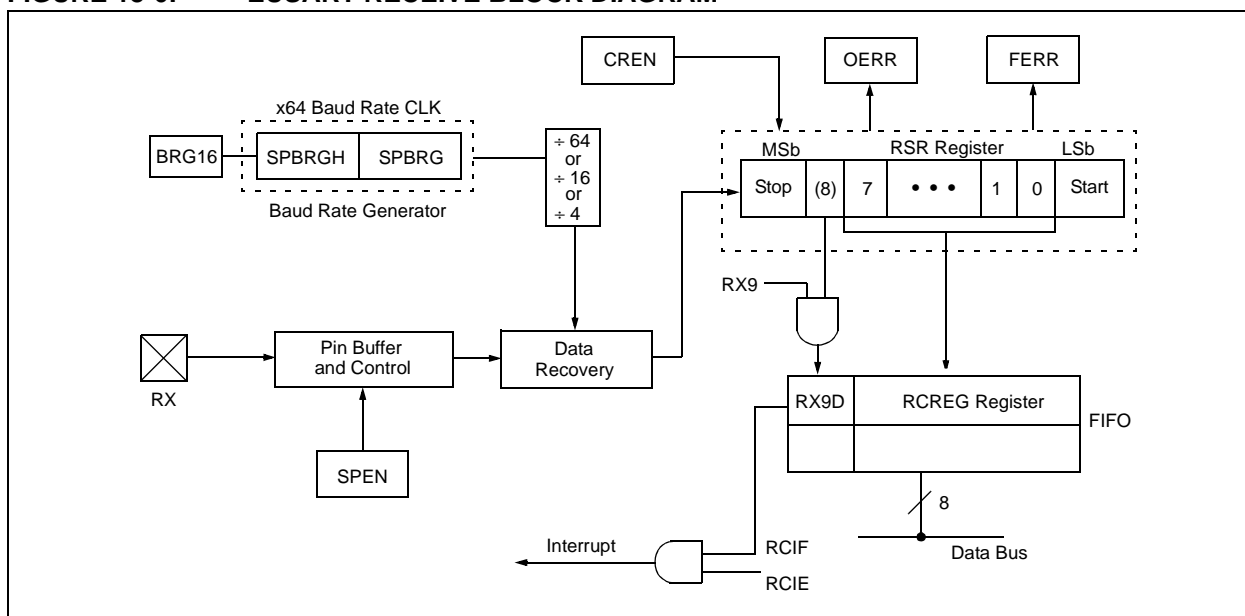 CREN
OERR
FERR
x64 Baud Rate CLK
BRG16
SPBRGH
SPBRG
Baud Rate Generator
÷ 64
or
÷ 16
or
÷ 4
MSb
RSR Register
LSb
Stop
(8)
7
• • •
1
0
Start
RX9
RX
Pin Buffer
and Control
Data
Recovery
SPEN
RX9D
RCREG Register
FIFO
8
Data Bus
Interrupt
RCIF
RCIE